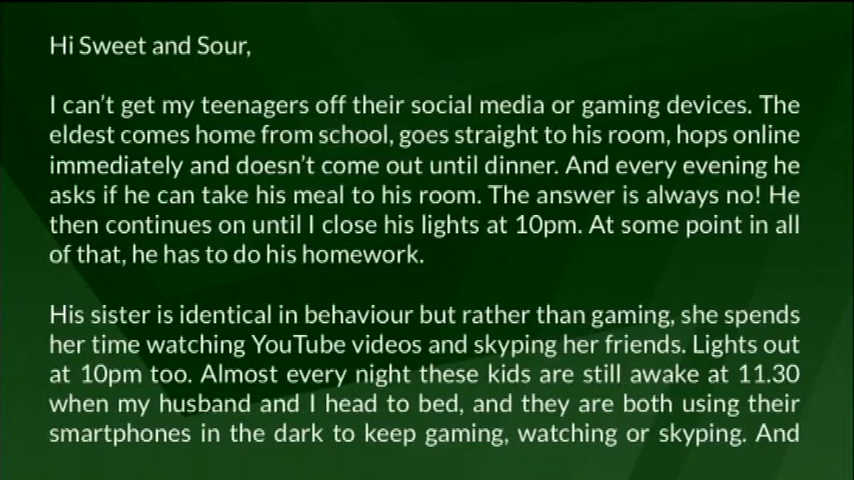 Hi Sweet and Sour,
I can't get my teenagers off their social media or gaming devices. The
eldest comes home from school, goes straight to his room, hops online
immediately and doesn't come out until dinner. And every evening he
asks if he can take his meal to his room. The answer is always no! He
then continues on until I close his lights at 10pm. At some point in all
of that, he has to do his homework.
His sister is identical in behaviour but rather than gaming, she spends
her time watching YouTube videos and skyping her friends. Lights out
at 10pm too. Almost every night these kids are still awake at 11.30
when my husband and I head to bed, and they are both using their
smartphones in the dark to keep gaming, watching or skyping. And